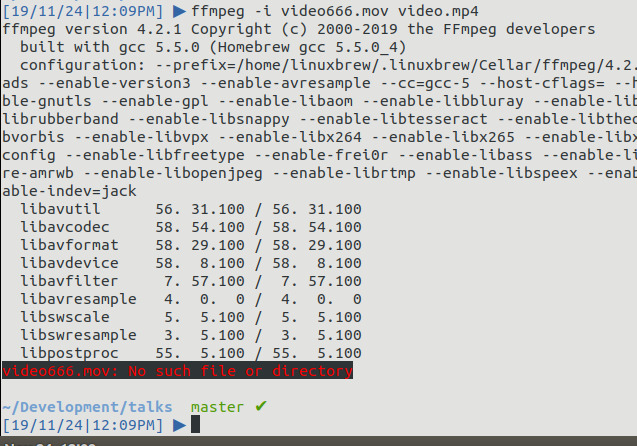 [19/11/24|12:09PM] ▶ ffmpeg -i video666.mov video.mp4
ffmpeg version 4.2.1 Copyright (c) 2000-2019 the FFmpeg developers
  built with gcc 5.5.0 (Homebrew gcc 5.5.0_4)
  configuration: --prefix=/home/linuxbrew/.linuxbrew/Cellar/ffmpeg/4.2.
ads --enable-version3 --enable-avresample --cc=gcc-5 --host-cflags= --h
ble-gnutls --enable-gpl --enable-libaom --enable-libbluray --enable-lib
librubberband --enable-libsnappy --enable-libtesseract --enable-libtheo
bvorbis --enable-libvpx --enable-libx264 --enable-libx265 --enable-libx
config --enable-libfreetype --enable-frei0r --enable-libass --enable-li
re-amrwb --enable-libopenjpeg --enable-librtmp --enable-libspeex --enab
able-indev=jack
  libavutil      56. 31.100 / 56. 31.100
  libavcodec     58. 54.100 / 58. 54.100
  libavformat    58. 29.100 / 58. 29.100
  libavdevice    58.  8.100 / 58.  8.100
  libavfilter     7. 57.100 /  7. 57.100
  libavresample   4.  0.  0 /  4.  0.  0
  libswscale      5.  5.100 /  5.  5.100
  libswresample   3.  5.100 /  3.  5.100
  libpostproc    55.  5.100 / 55.  5.100
video666.mov: No such file or directory
~/Development/talks  master ✔
[19/11/24|12:09PM] ▶